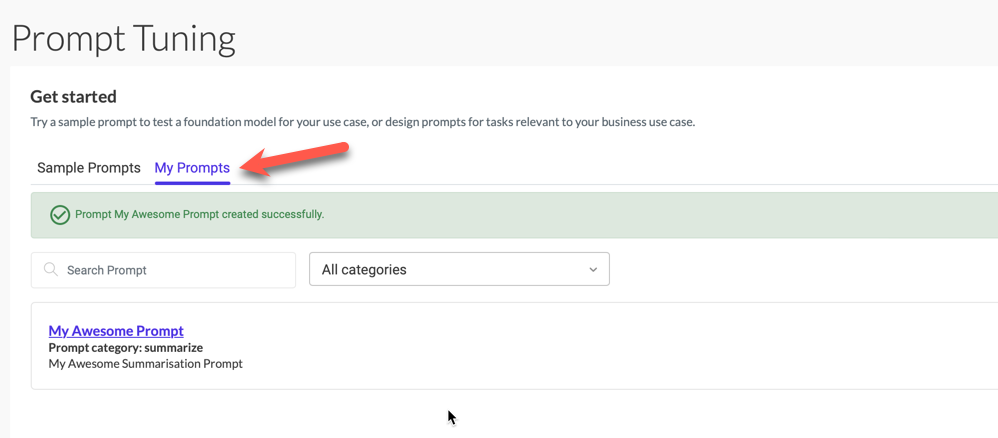 Prompt Tuning
Get started
Try a sample prompt to test a foundation model for your use case, or design prompts for tasks relevant to your business use case.
Sample Prompts My Prompts
Prompt My Awesome Prompt created successfully.
Search Prompt All categories
My Awesome Prompt
Prompt category: summarize
My Awesome Summarisation Prompt